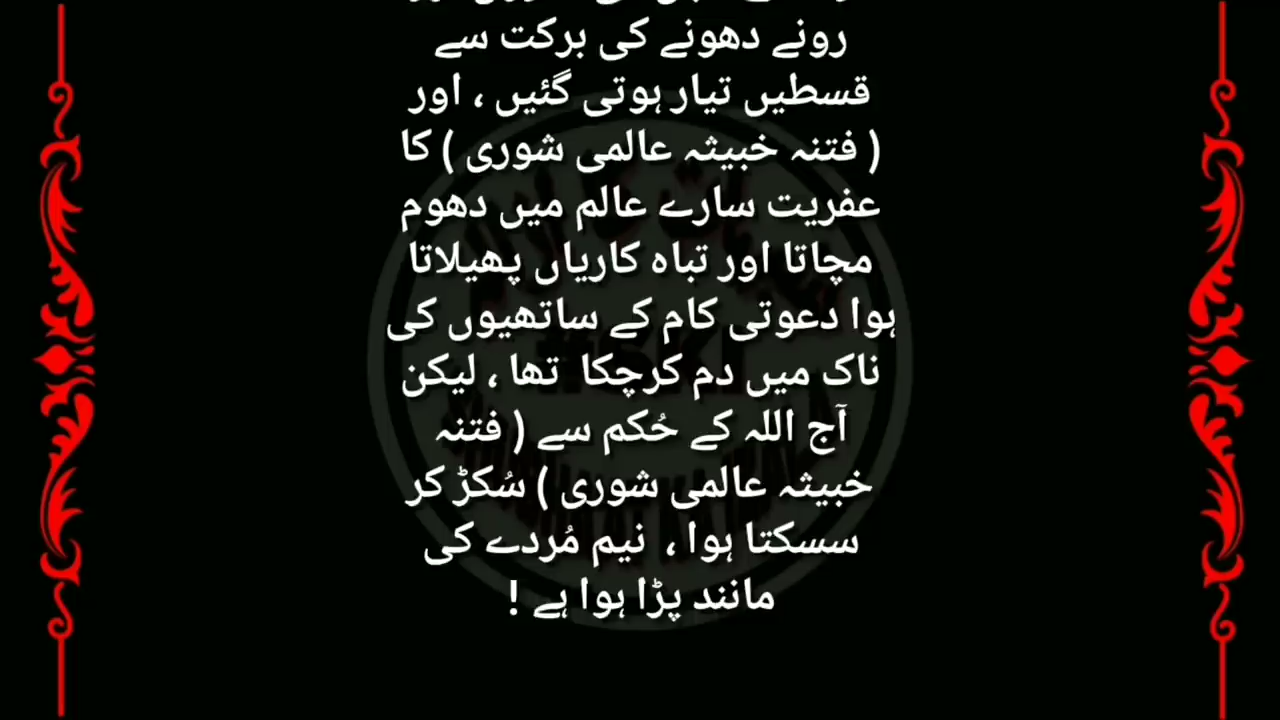 رونے دھونے کی برکت سے
قسطیں تیار ہوتی گئیں ، اور
( فتنہ خبیثہ عالمی شوری ) کا
عفریت سارے عالم میں دھوم
مچاتا اور تباہ کاریاں پھیلاتا
ہوا دعوتی کام کے ساتھیوں کی
ناک میں دم کرچکا تھا ، لیکن
آج اللہ کے حُکم سے ( فتنہ
خبیثہ عالمی شوری ) سُکڑ کر
سسکتا ہوا ، نیم مُردے کی
مانند پڑا ہوا ہے !